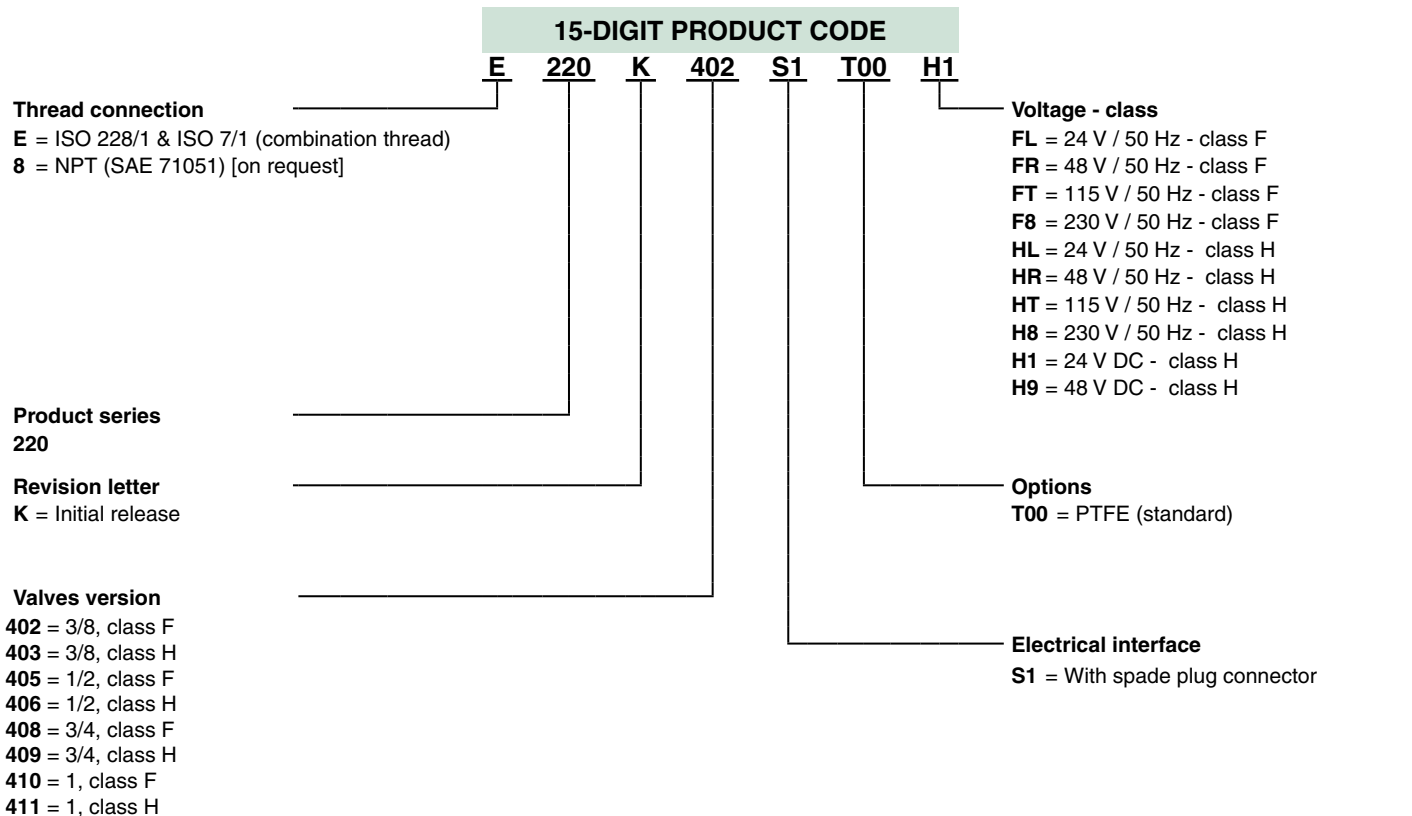 15-DIGIT PRODUCT CODE
E 220 K 402 S1 T00 H1
Thread connection
E = ISO 228/1 & ISO 7/1 (combination thread)
8 = NPT (SAE 71051) [on request]
Product series
220
Revision letter
K = Initial release
Valves version
402 = 3/8, class F
403 = 3/8, class H
405 = 1/2, class F
406 = 1/2, class H
408 = 3/4, class F
409 = 3/4, class H
410 = 1, class F
411 = 1, class H
Voltage - class
FL = 24 V / 50 Hz - class F
FR = 48 V / 50 Hz - class F
FT = 115 V / 50 Hz - class F
F8 = 230 V / 50 Hz - class F
HL = 24 V / 50 Hz - class H
HR = 48 V / 50 Hz - class H
HT = 115 V / 50 Hz - class H
H8 = 230 V / 50 Hz - class H
H1 = 24 V DC - class H
H9 = 48 V DC - class H
Options
T00 = PTFE (standard)
Electrical interface
S1 = With spade plug connector